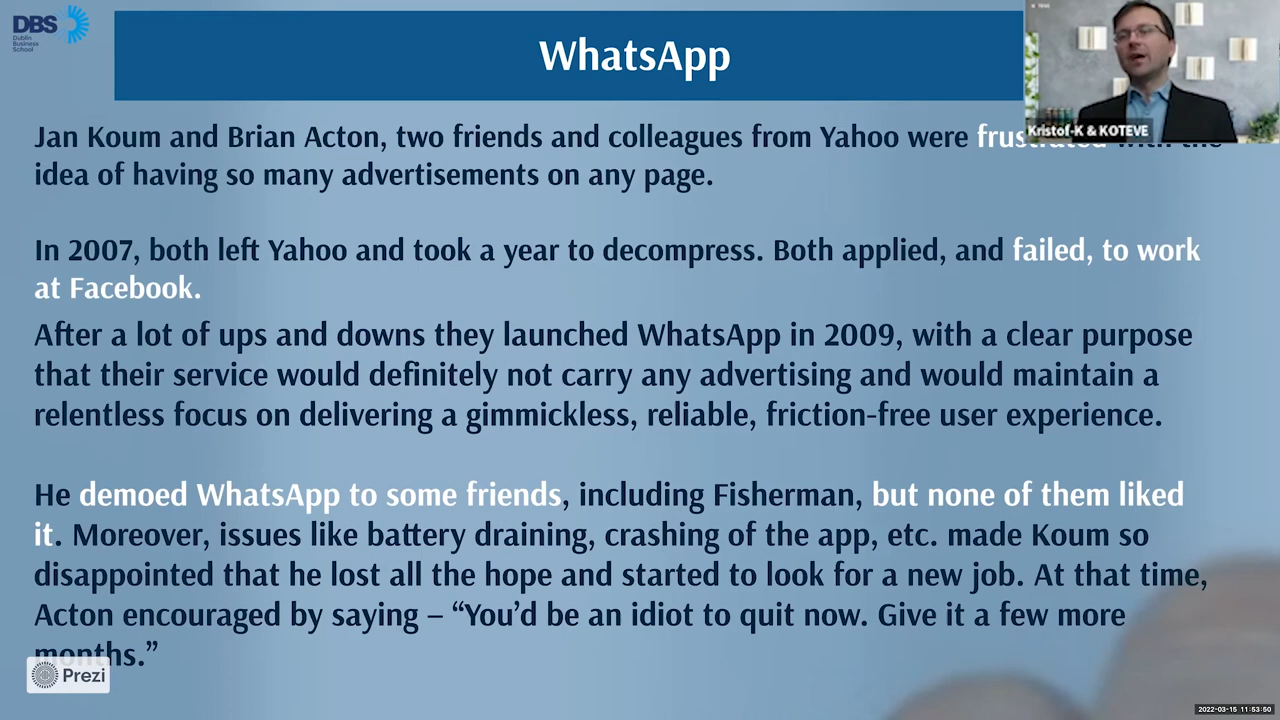 DBS
Dublin
Business
School
WhatsApp
Kristof-K & KOTEVE
Jan Koum and Brian Acton, two friends and colleagues from Yahoo were frustrated with the
idea of having so many advertisements on any page.
In 2007, both left Yahoo and took a year to decompress. Both applied, and failed, to work
at Facebook.
After a lot of ups and downs they launched WhatsApp in 2009, with a clear purpose
that their service would definitely not carry any advertising and would maintain a
relentless focus on delivering a gimmickless, reliable, friction-free user experience.
He demoed WhatsApp to some friends, including Fisherman, but none of them liked
it. Moreover, issues like battery draining, crashing of the app, etc. made Koum so
disappointed that he lost all the hope and started to look for a new job. At that time,
Acton encouraged by saying – “You’d be an idiot to quit now. Give it a few more
months.”
Prezi
2022-03-15 11:53:50